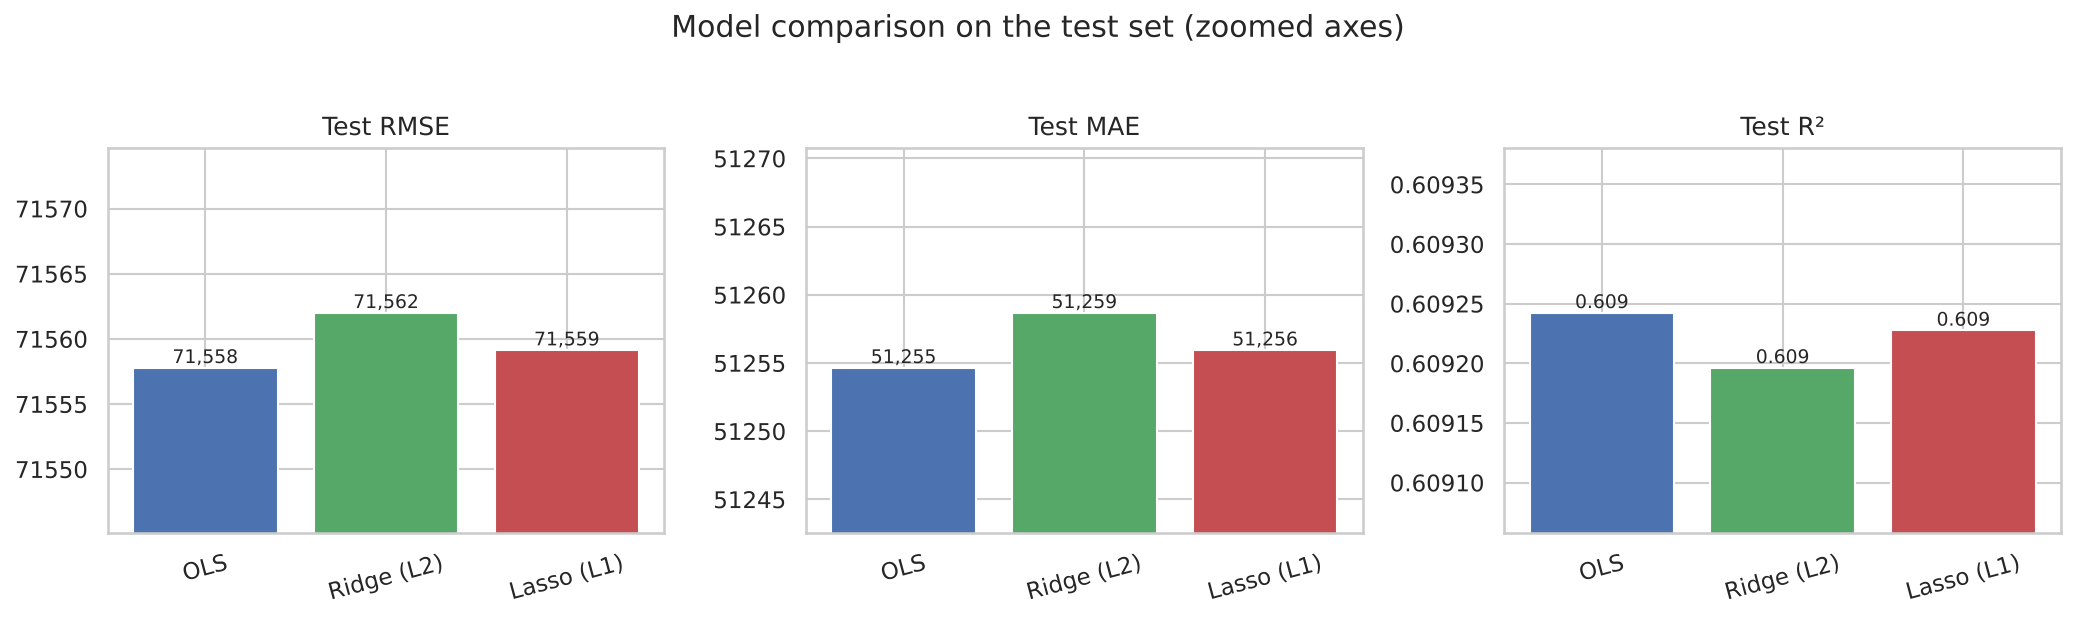 Model comparison on the test set (zoomed axes)
Test RMSE
71570
71565
71560
71555
71550
71,558
71,562
71,559
OLS
Ridge (L2)
Lasso (L1)
Test MAE
51270
51265
51260
51255
51250
51245
51,255
51,259
51,256
OLS
Ridge (L2)
Lasso (L1)
Test R²
0.60935
0.60930
0.60925
0.60920
0.60915
0.60910
0.609
0.609
0.609
OLS
Ridge (L2)
Lasso (L1)